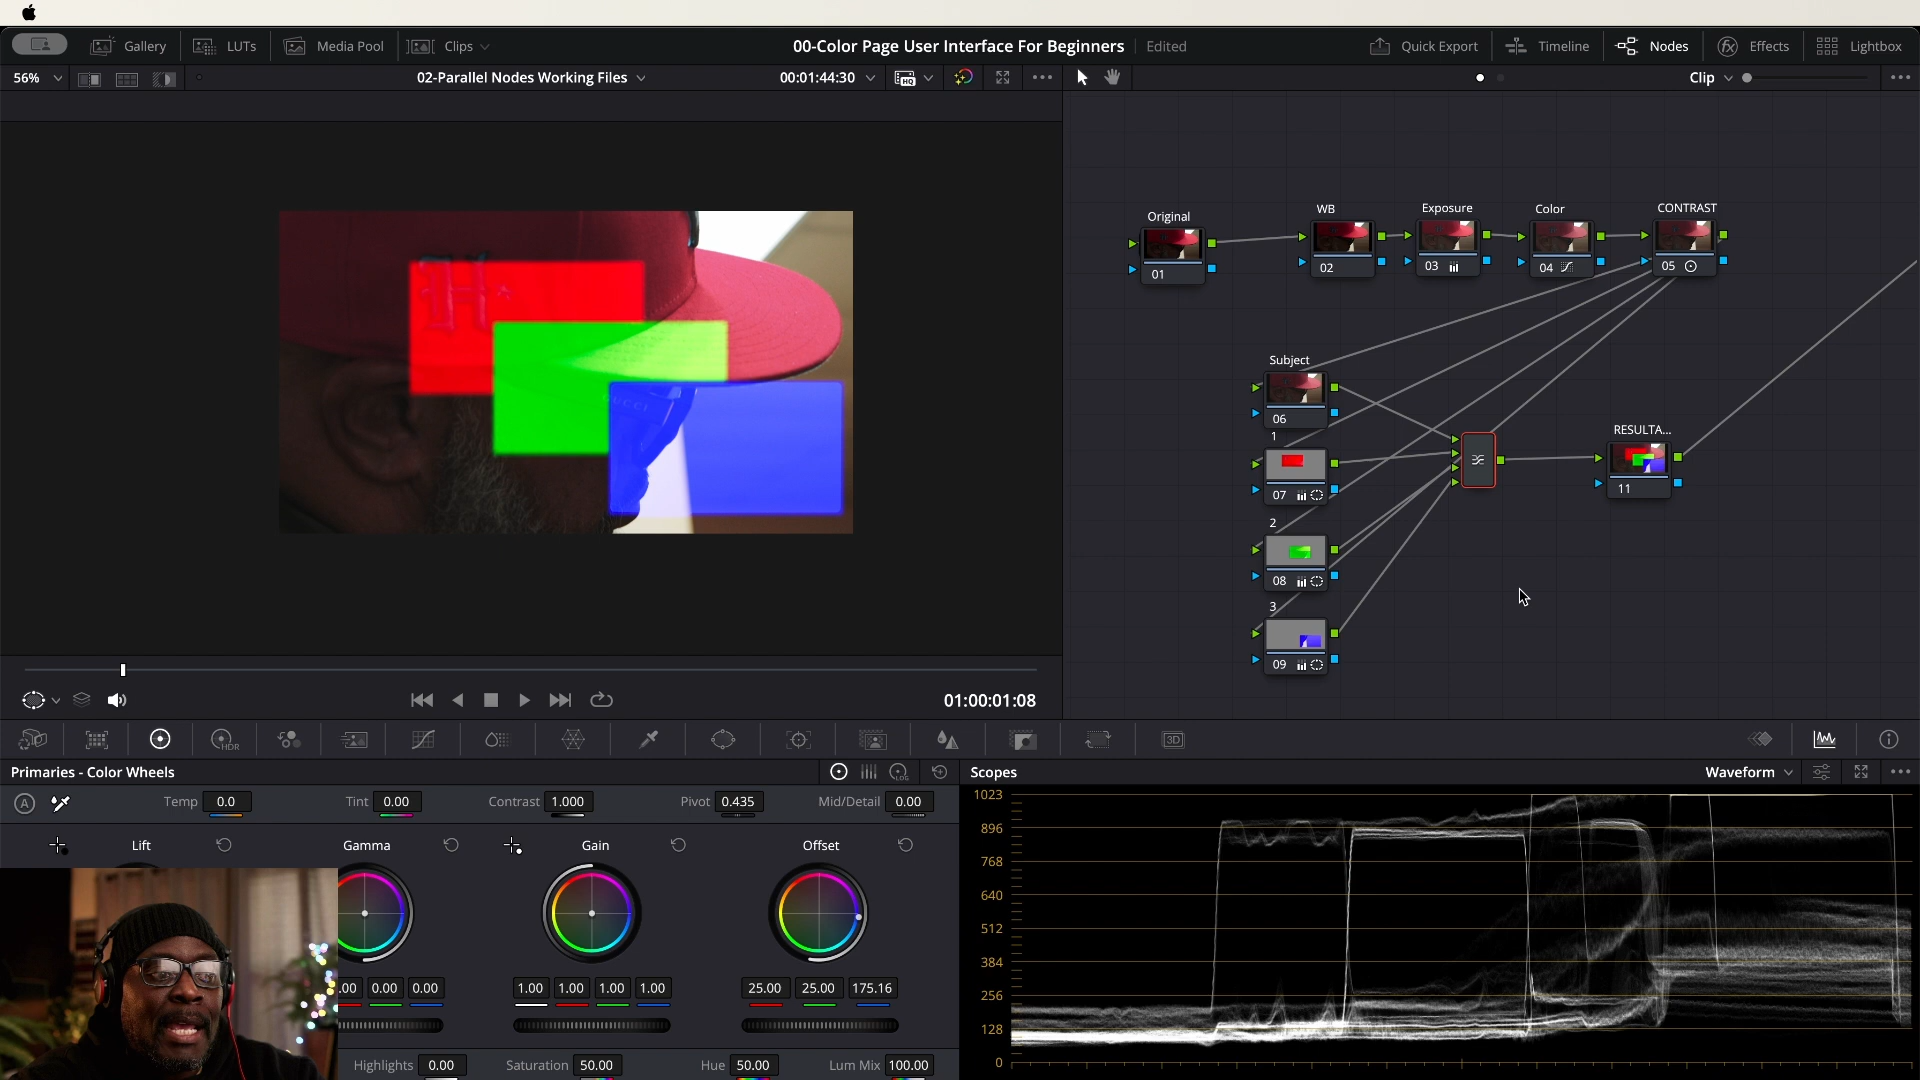 Gallery LUTs Media Pool Clips 00-Color Page User Interface For Beginners Edited Quick Export Timeline Nodes Effects Lightbox
56% 02-Parallel Nodes Working Files 00:01:44:30 HQ Clip
Original WB Exposure Color CONTRAST
01 02 03 04 05
Subject
06
1
07
2
08
3
09
RESULTA...
11
GUCCI
H
01:00:01:08
HDR 3D
Primaries - Color Wheels LOG
A Temp 0.0 Tint 0.00 Contrast 1.000 Pivot 0.435 Mid/Detail 0.00
Lift Gamma Gain Offset
.00 0.00 0.00 1.00 1.00 1.00 1.00 25.00 25.00 175.16
Highlights 0.00 Saturation 50.00 Hue 50.00 Lum Mix 100.00
Scopes Waveform
1023
896
768
640
512
384
256
128
0